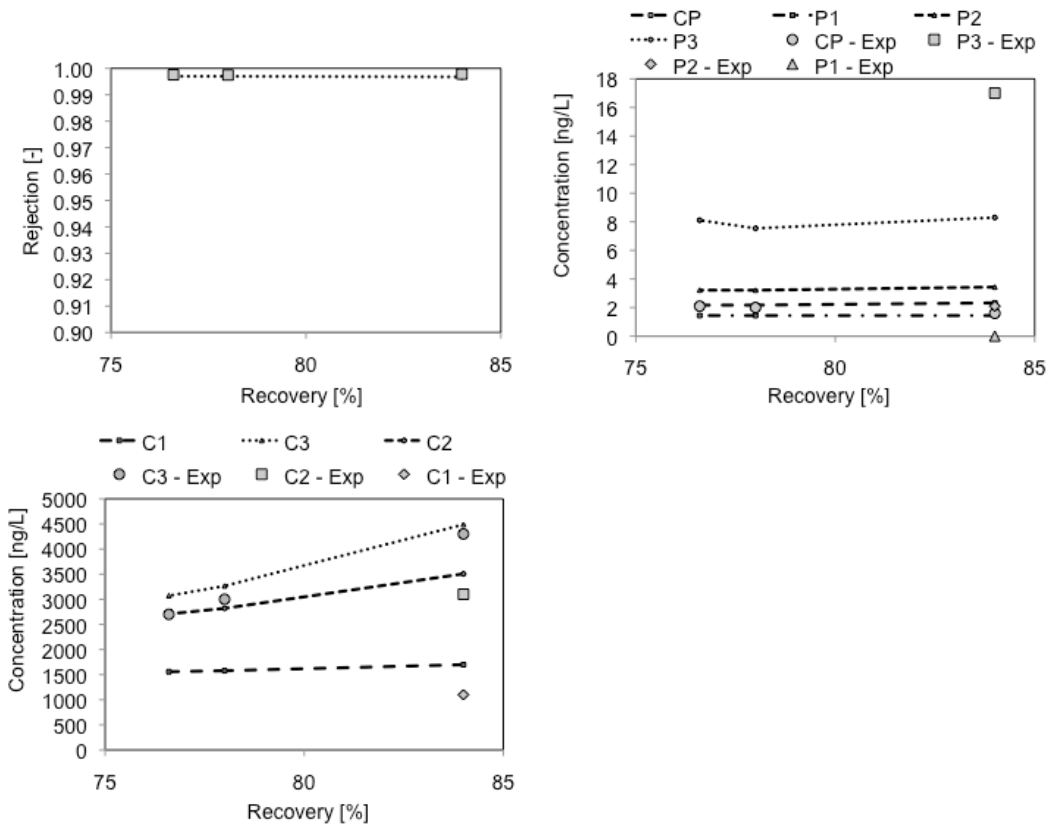 1.00
0.99
0.98
0.97
0.96
0.95
0.94
0.93
0.92
0.91
0.90
Rejection [-]
75 80 85
Recovery [%]
CP P1 P2
P3 CP - Exp P3 - Exp
P2 - Exp P1 - Exp
18
16
14
12
10
8
6
4
2
0
Concentration [ng/L]
75 80 85
Recovery [%]
C1 C3 C2
C3 - Exp C2 - Exp C1 - Exp
5000
4500
4000
3500
3000
2500
2000
1500
1000
500
0
Concentration [ng/L]
75 80 85
Recovery [%]